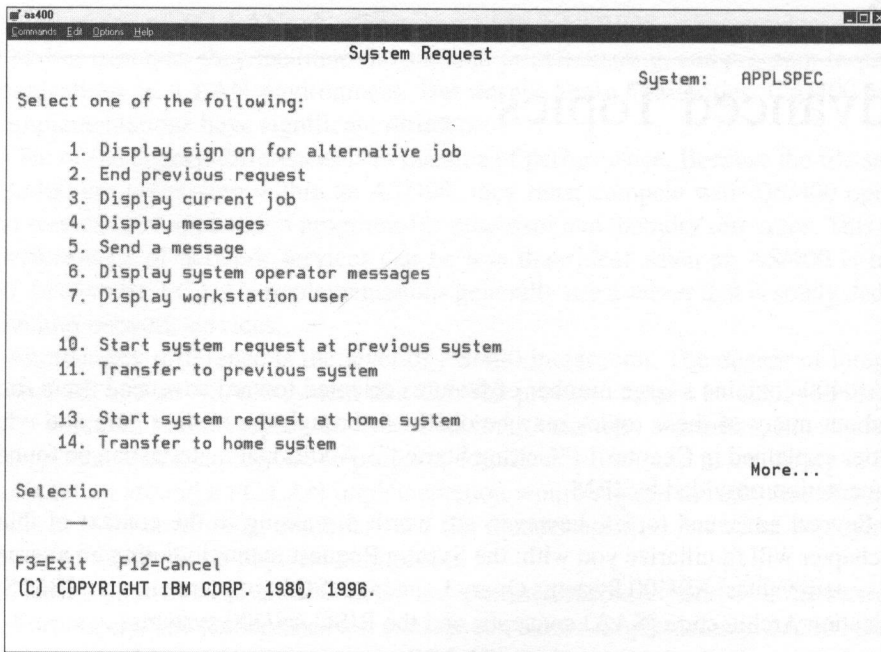 as400
Commands Edit Options Help
System Request
System: APPLSPEC
Select one of the following:
1. Display sign on for alternative job
2. End previous request
3. Display current job
4. Display messages
5. Send a message
6. Display system operator messages
7. Display workstation user
10. Start system request at previous system
11. Transfer to previous system
13. Start system request at home system
14. Transfer to home system
More...
Selection
F3=Exit F12=Cancel
(C) COPYRIGHT IBM CORP. 1980, 1996.